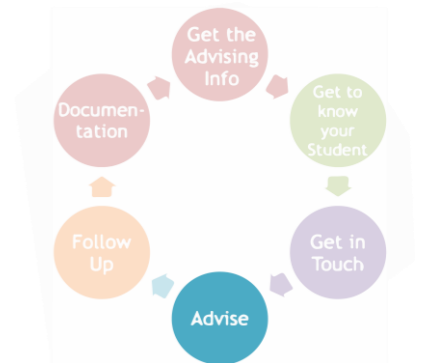 Get the
Advising
Info
Get to
know
your
Student
Get in
Touch
Advise
Follow
Up
Documen-
tation